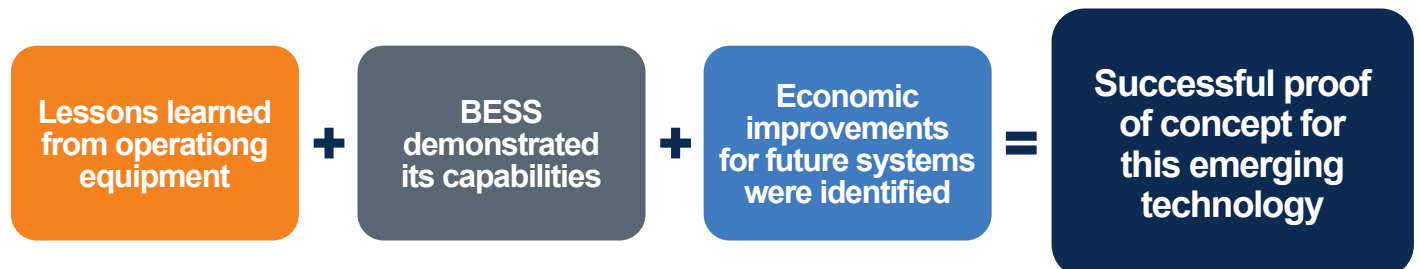 Lessons learned
from operationg
equipment
+
BESS
demonstrated
its capabilities
+
Economic
improvements
for future systems
were identified
=
Successful proof
of concept for
this emerging
technology